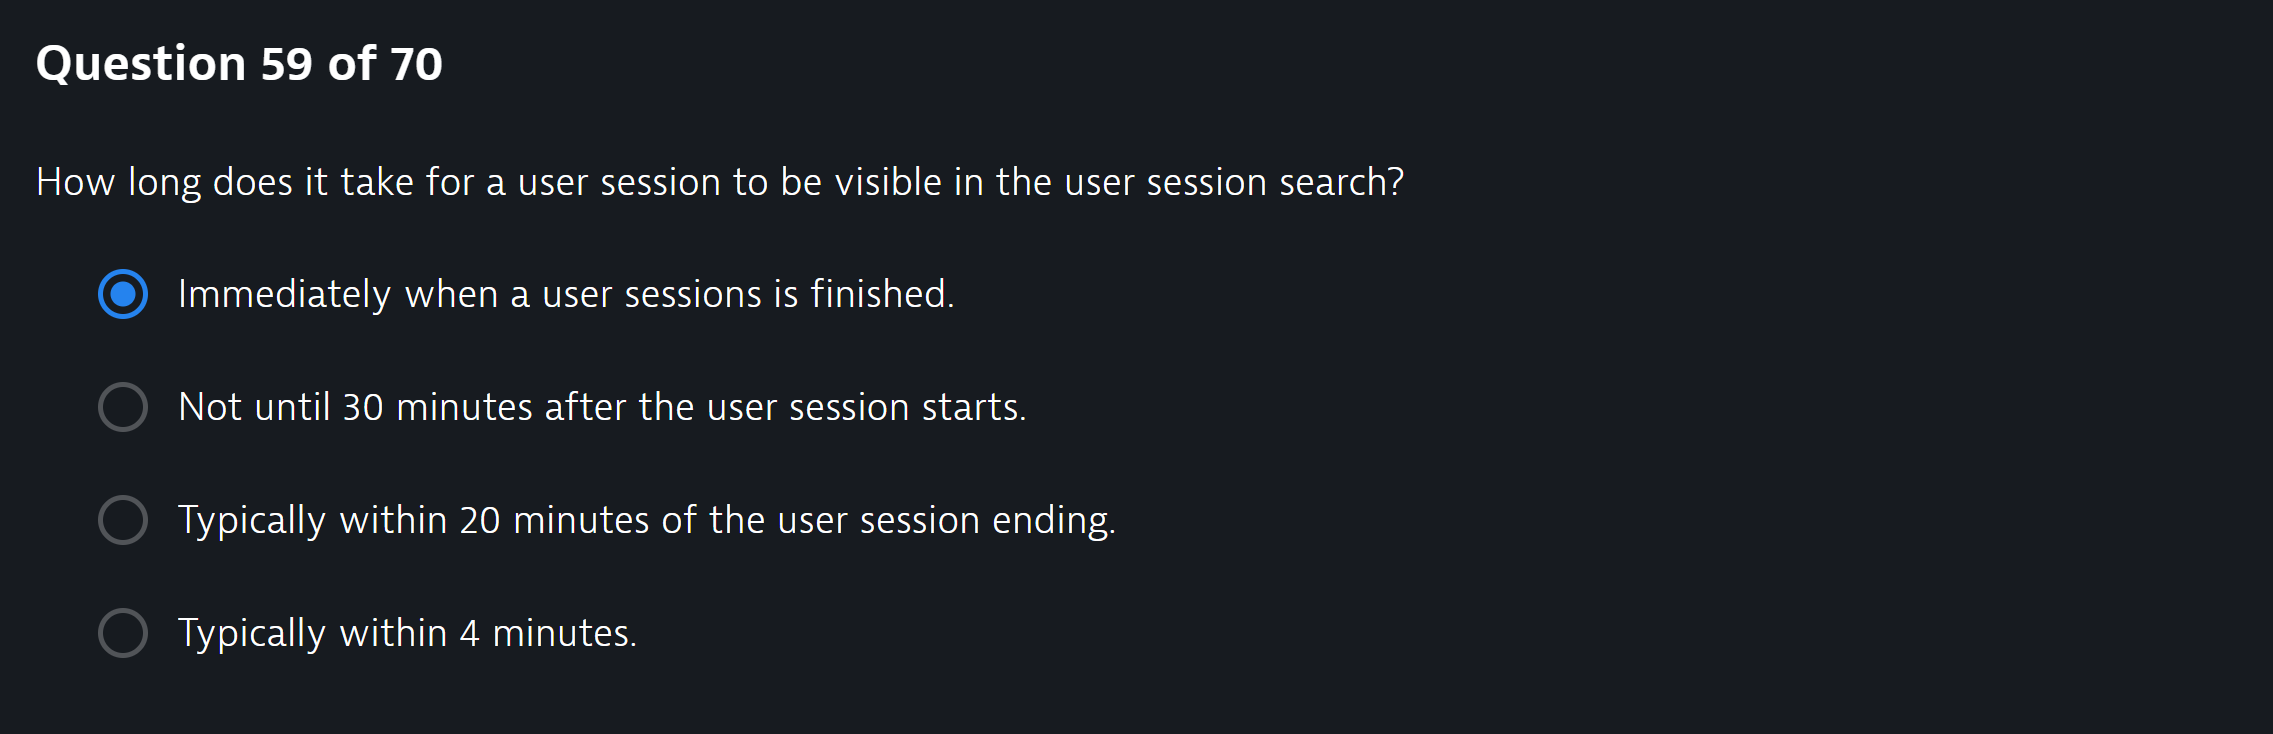 Question 59 of 70
How long does it take for a user session to be visible in the user session search?
Immediately when a user sessions is finished.
Not until 30 minutes after the user session starts.
Typically within 20 minutes of the user session ending.
Typically within 4 minutes.